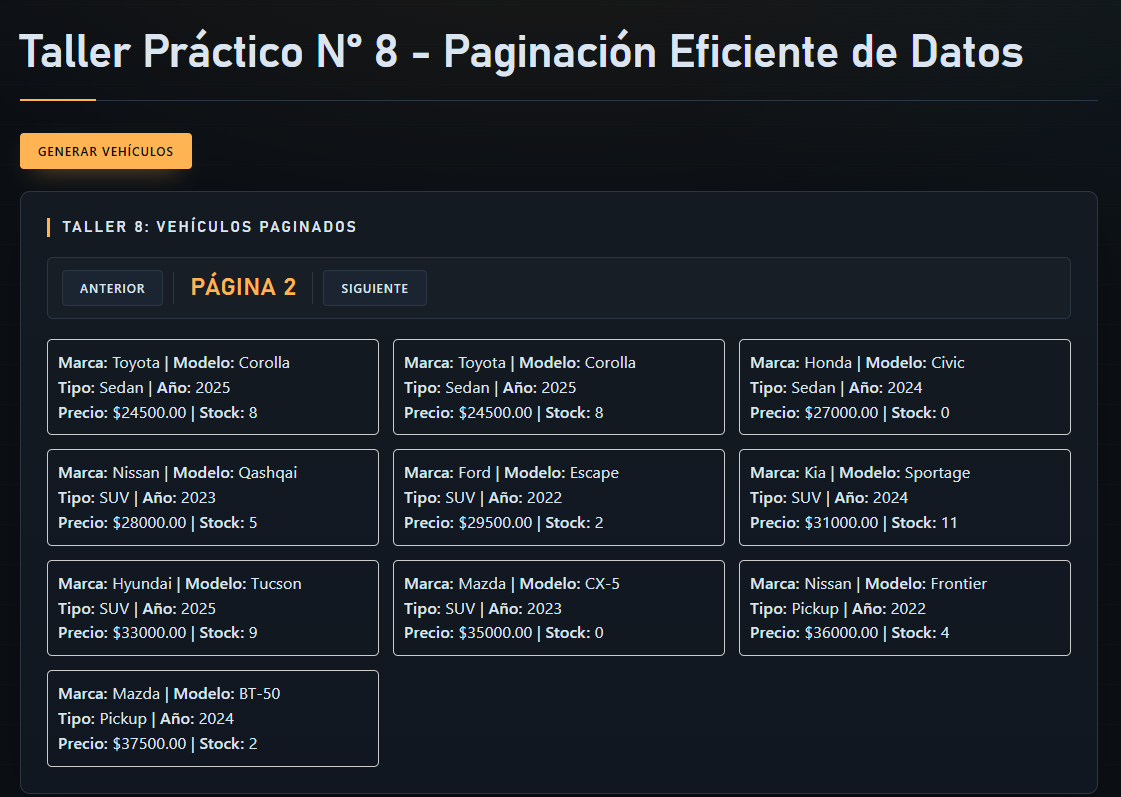 Taller Práctico N° 8 - Paginación Eficiente de Datos
GENERAR VEHÍCULOS
TALLER 8: VEHÍCULOS PAGINADOS
ANTERIOR
PÁGINA 2
SIGUIENTE
Marca: Toyota | Modelo: Corolla
Tipo: Sedan | Año: 2025
Precio: $24500.00 | Stock: 8
Marca: Toyota | Modelo: Corolla
Tipo: Sedan | Año: 2025
Precio: $24500.00 | Stock: 8
Marca: Honda | Modelo: Civic
Tipo: Sedan | Año: 2024
Precio: $27000.00 | Stock: 0
Marca: Nissan | Modelo: Qashqai
Tipo: SUV | Año: 2023
Precio: $28000.00 | Stock: 5
Marca: Ford | Modelo: Escape
Tipo: SUV | Año: 2022
Precio: $29500.00 | Stock: 2
Marca: Kia | Modelo: Sportage
Tipo: SUV | Año: 2024
Precio: $31000.00 | Stock: 11
Marca: Hyundai | Modelo: Tucson
Tipo: SUV | Año: 2025
Precio: $33000.00 | Stock: 9
Marca: Mazda | Modelo: CX-5
Tipo: SUV | Año: 2023
Precio: $35000.00 | Stock: 0
Marca: Nissan | Modelo: Frontier
Tipo: Pickup | Año: 2022
Precio: $36000.00 | Stock: 4
Marca: Mazda | Modelo: BT-50
Tipo: Pickup | Año: 2024
Precio: $37500.00 | Stock: 2